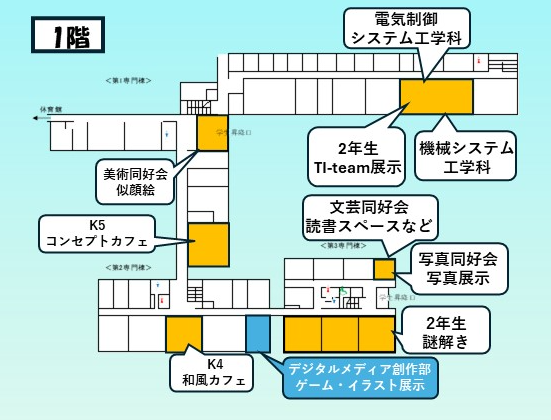 1階
電気制御
システム工学科
<第1専門棟>
体育館
学生昇降口
2年生
TI-team展示
機械システム
工学科
美術同好会
似顔絵
文芸同好会
読書スペースなど
K5
コンセプトカフェ
<第3専門棟>
写真同好会
写真展示
<第2専門棟>
学生昇降口
2年生
謎解き
K4
和風カフェ
デジタルメディア創作部
ゲーム・イラスト展示